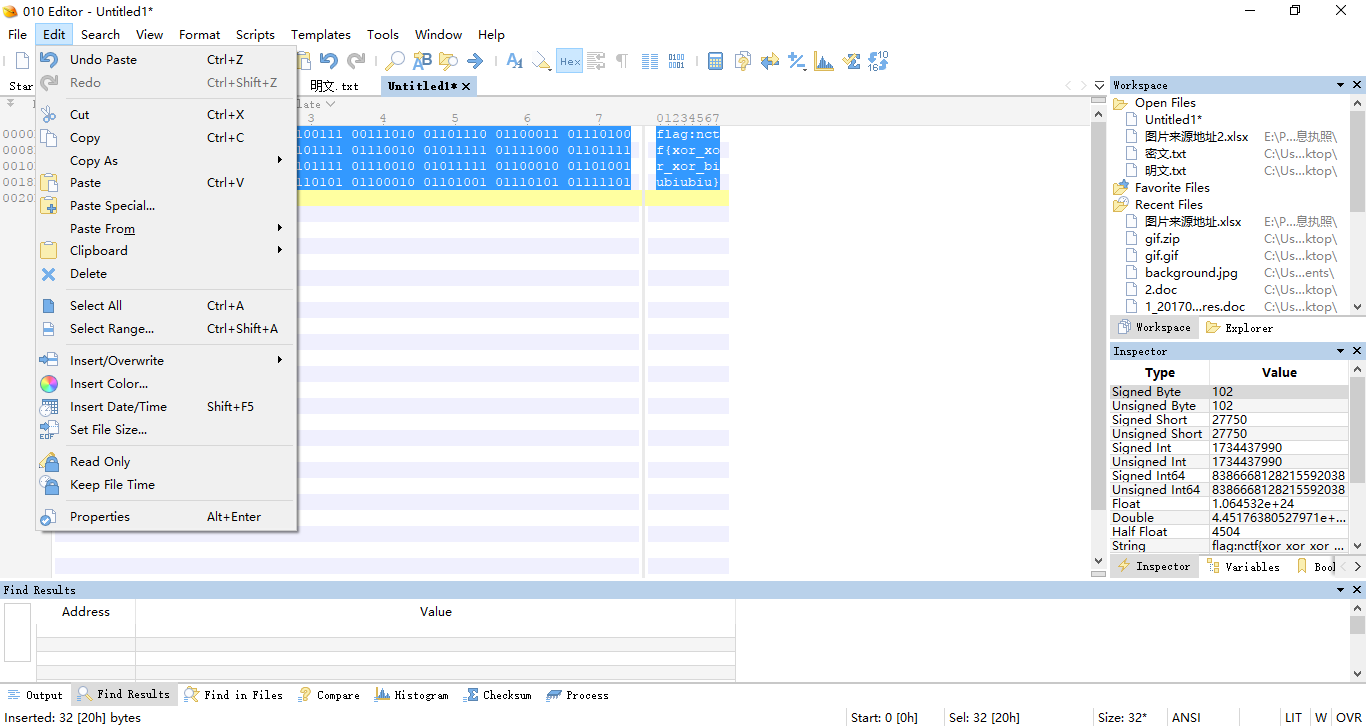 010 Editor - Untitled1*
File Edit Search View Format Scripts Templates Tools Window Help
Undo Paste Ctrl+Z
Redo Ctrl+Shift+Z
Cut Ctrl+X
Copy Ctrl+C
Copy As
Paste Ctrl+V
Paste Special...
Paste From
Clipboard
Delete
Select All Ctrl+A
Select Range... Ctrl+Shift+A
Insert/Overwrite
Insert Color...
Insert Date/Time Shift+F5
Set File Size...
Read Only
Keep File Time
Properties Alt+Enter
Hex
Star 明文.txt Untitled1*
late
3 4 5 6 7 01234567
0000 100111 00111010 01101110 01100011 01110100 flag:nct
0008 101111 01110010 01011111 01111000 01101111 f{xor_xo
0010 101111 01110010 01011111 01100010 01101001 r_xor_bi
0018 110101 01100010 01101001 01110101 01111101 ubiubiu}
0020
Workspace
Open Files
Untitled1*
图片来源地址2.xlsx E:\P...息执照\
密文.txt C:\Us...ktop\
明文.txt C:\Us...ktop\
Favorite Files
Recent Files
图片来源地址.xlsx E:\P...息执照\
gif.zip C:\Us...ktop\
gif.gif C:\Us...ktop\
background.jpg C:\Us...ents\
2.doc C:\Us...ktop\
1_20170...res.doc C:\Us...ktop\
Workspace Explorer
Inspector
Type Value
Signed Byte 102
Unsigned Byte 102
Signed Short 27750
Unsigned Short 27750
Signed Int 1734437990
Unsigned Int 1734437990
Signed Int64 8386668128215592038
Unsigned Int64 8386668128215592038
Float 1.064532e+24
Double 4.45176380527971e+...
Half Float 4504
String flag:nctf{xor_xor_xor ...
Inspector Variables Bool
Find Results
Address Value
Output Find Results Find in Files Compare Histogram Checksum Process
Inserted: 32 [20h] bytes Start: 0 [0h] Sel: 32 [20h] Size: 32* ANSI LIT W OVR